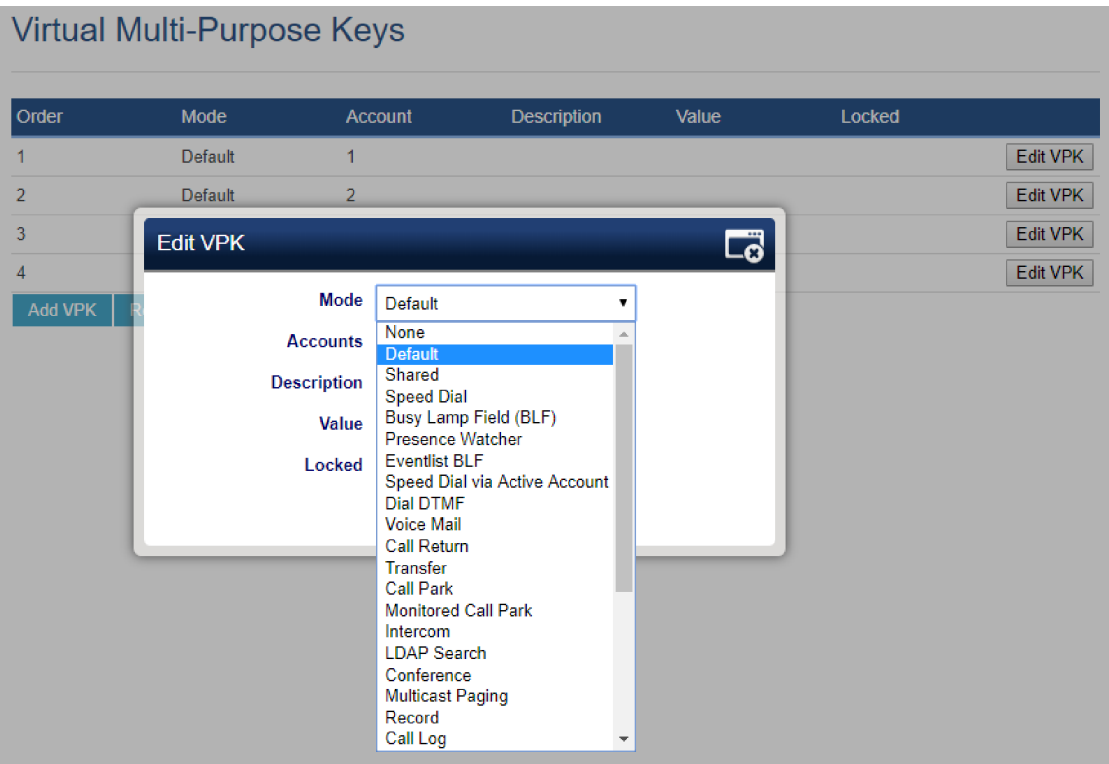 Virtual Multi-Purpose Keys
Order Mode Account Description Value Locked
1 Default 1 Edit VPK
2 Default 2 Edit VPK
3 Edit VPK
4 Edit VPK
Add VPK
Edit VPK
Mode Default
Accounts
Description
Value
Locked
None
Default
Shared
Speed Dial
Busy Lamp Field (BLF)
Presence Watcher
Eventlist BLF
Speed Dial via Active Account
Dial DTMF
Voice Mail
Call Return
Transfer
Call Park
Monitored Call Park
Intercom
LDAP Search
Conference
Multicast Paging
Record
Call Log